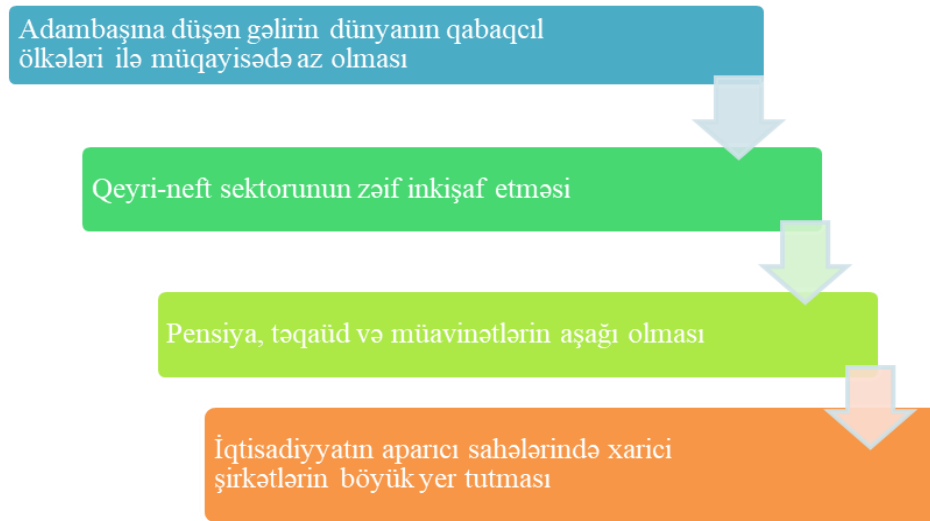 Adambaşına düşən gəlirin dünyanın qabaqcıl
ölkələri ilə müqayisədə az olması
Qeyri-neft sektorunun zəif inkişaf etməsi
Pensiya, təqaüd və müavinətlərin aşağı olması
İqtisadiyyatın aparıcı sahələrində xarici
şirkətlərin böyük yer tutması